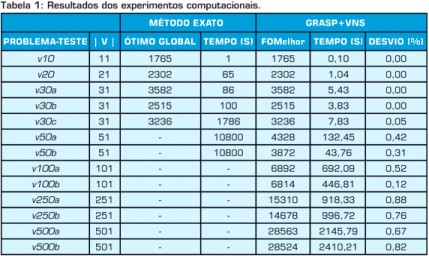 Tabela 1: Resultados dos experimentos computacionais.
MÉTODO EXATO GRASP+VNS
PROBLEMA-TESTE | V | ÓTIMO GLOBAL TEMPO (S) FOMelhor TEMPO (S) DESVIO (%)
v10 11 1765 1 1765 0,10 0,00
v20 21 2302 65 2302 1,04 0,00
v30a 31 3582 86 3582 5,43 0,00
v30b 31 2515 100 2515 3,83 0,00
v30c 31 3236 1786 3236 7,83 0,05
v50a 51 - 10800 4328 132,45 0,42
v50b 51 - 10800 3872 43,76 0,31
v100a 101 - - 6892 692,09 0,52
v100b 101 - - 6814 446,81 0,12
v250a 251 - - 15310 918,33 0,88
v250b 251 - - 14678 996,72 0,76
v500a 501 - - 28563 2145,79 0,67
v500b 501 - - 28524 2410,21 0,82